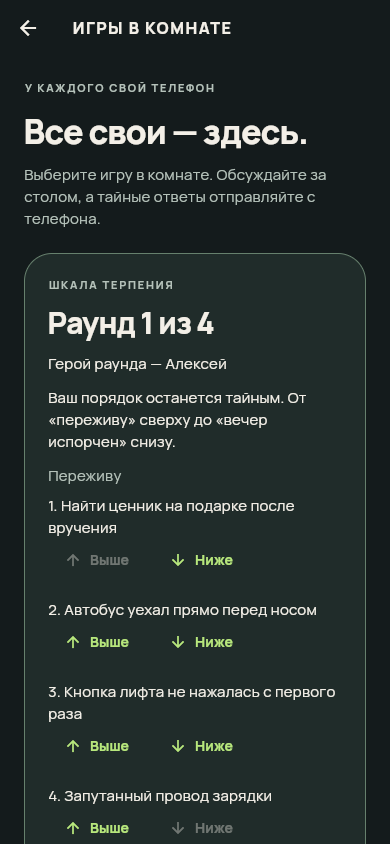 ИГРЫ В КОМНАТЕ
У КАЖДОГО СВОЙ ТЕЛЕФОН
Все свои — здесь.
Выберите игру в комнате. Обсуждайте за
столом, а тайные ответы отправляйте с
телефона.
ШКАЛА ТЕРПЕНИЯ
Раунд 1 из 4
Герой раунда — Алексей
Ваш порядок останется тайным. От
«переживу» сверху до «вечер
испорчен» снизу.
Переживу
1. Найти ценник на подарке после
вручения
Выше Ниже
2. Автобус уехал прямо перед носом
Выше Ниже
3. Кнопка лифта не нажалась с первого
раза
Выше Ниже
4. Запутанный провод зарядки
Выше Ниже